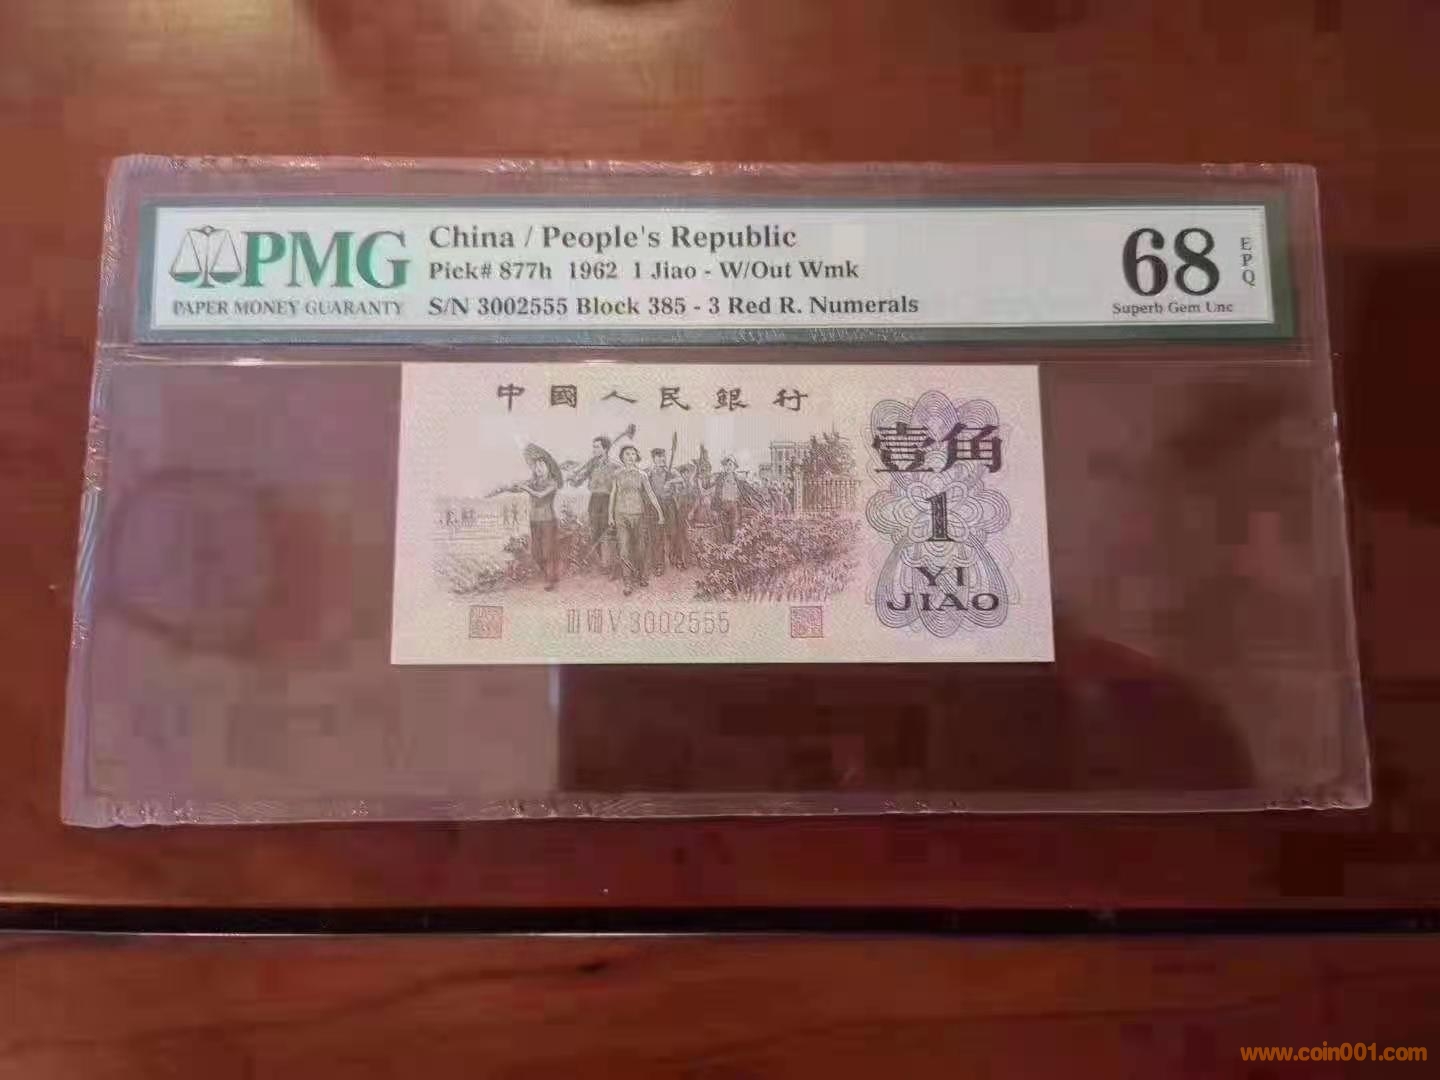 PMG
PAPER MONEY GUARANTY
China / People's Republic
Pick# 877h 1962 1 Jiao - W/Out Wmk
S/N 3002555 Block 385 - 3 Red R. Numerals
68
EPQ
Superb Gem Unc
中國人民銀行
壹角
1
YI
JIAO
III VIII V 3002555
www.coin001.com